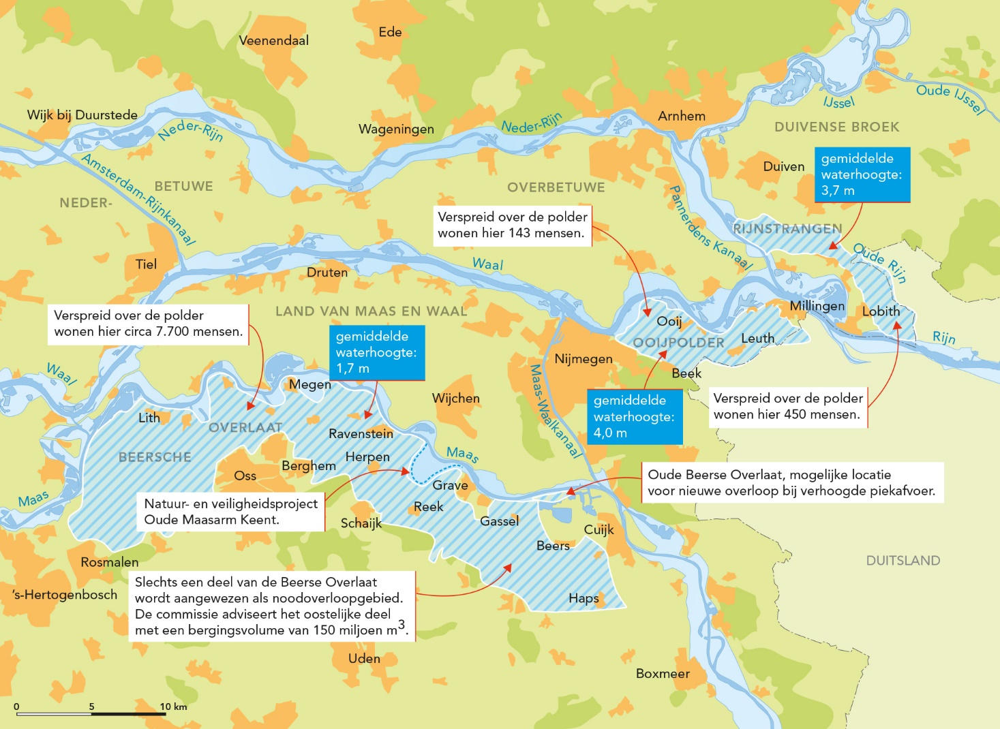 Veenendaal
Ede
Wijk bij Duurstede
Neder-Rijn
Wageningen
Neder-Rijn
Arnhem
IJssel
Oude IJssel
DUIVENSE BROEK
Amsterdam-Rijnkanaal
BETUWE
NEDER-
OVERBETUWE
Duiven
gemiddelde
waterhoogte:
3,7 m
Pannerdens Kanaal
RIJNSTRANGEN
Oude Rijn
Verspreid over de polder
wonen hier 143 mensen.
Tiel
Druten
Waal
LAND VAN MAAS EN WAAL
Verspreid over de polder
wonen hier circa 7.700 mensen.
gemiddelde
waterhoogte:
1,7 m
Ooij
OOIJPOLDER
Leuth
Millingen
Lobith
Rijn
Nijmegen
Beek
Waal
Megen
Wijchen
Maas-Waalkanaal
gemiddelde
waterhoogte:
4,0 m
Verspreid over de polder
wonen hier 450 mensen.
Lith
OVERLAAT
BEERSCHE
Ravenstein
Herpen
Maas
Berghem
Oss
Grave
Maas
Oude Beerse Overlaat, mogelijke locatie
voor nieuwe overloop bij verhoogde piekafvoer.
Natuur- en veiligheidsproject
Oude Maasarm Keent.
Reek
Schaijk
Gassel
Cuijk
Beers
Rosmalen
's-Hertogenbosch
DUITSLAND
Slechts een deel van de Beerse Overlaat
wordt aangewezen als noodoverloopgebied.
De commissie adviseert het oostelijke deel
met een bergingsvolume van 150 miljoen m³.
Haps
Uden
Boxmeer
0 5 10 km